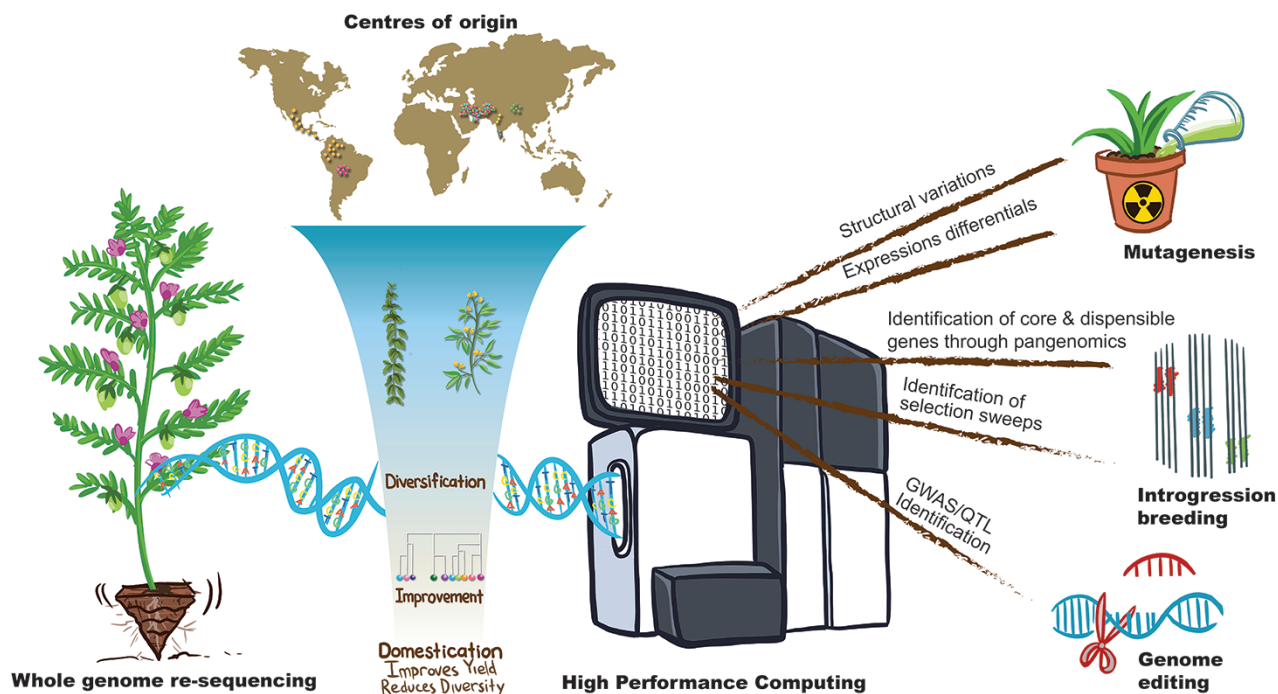 Centres of origin
Structural variations
Expressions differentials
Mutagenesis
Identification of core & dispensible
genes through pangenomics
Identifcation of
selection sweeps
Diversification
GWAS/QTL
Identification
Introgression
breeding
Improvement
Domestication
Improves Yield
Reduces Diversity
Whole genome re-sequencing
High Performance Computing
Genome
editing